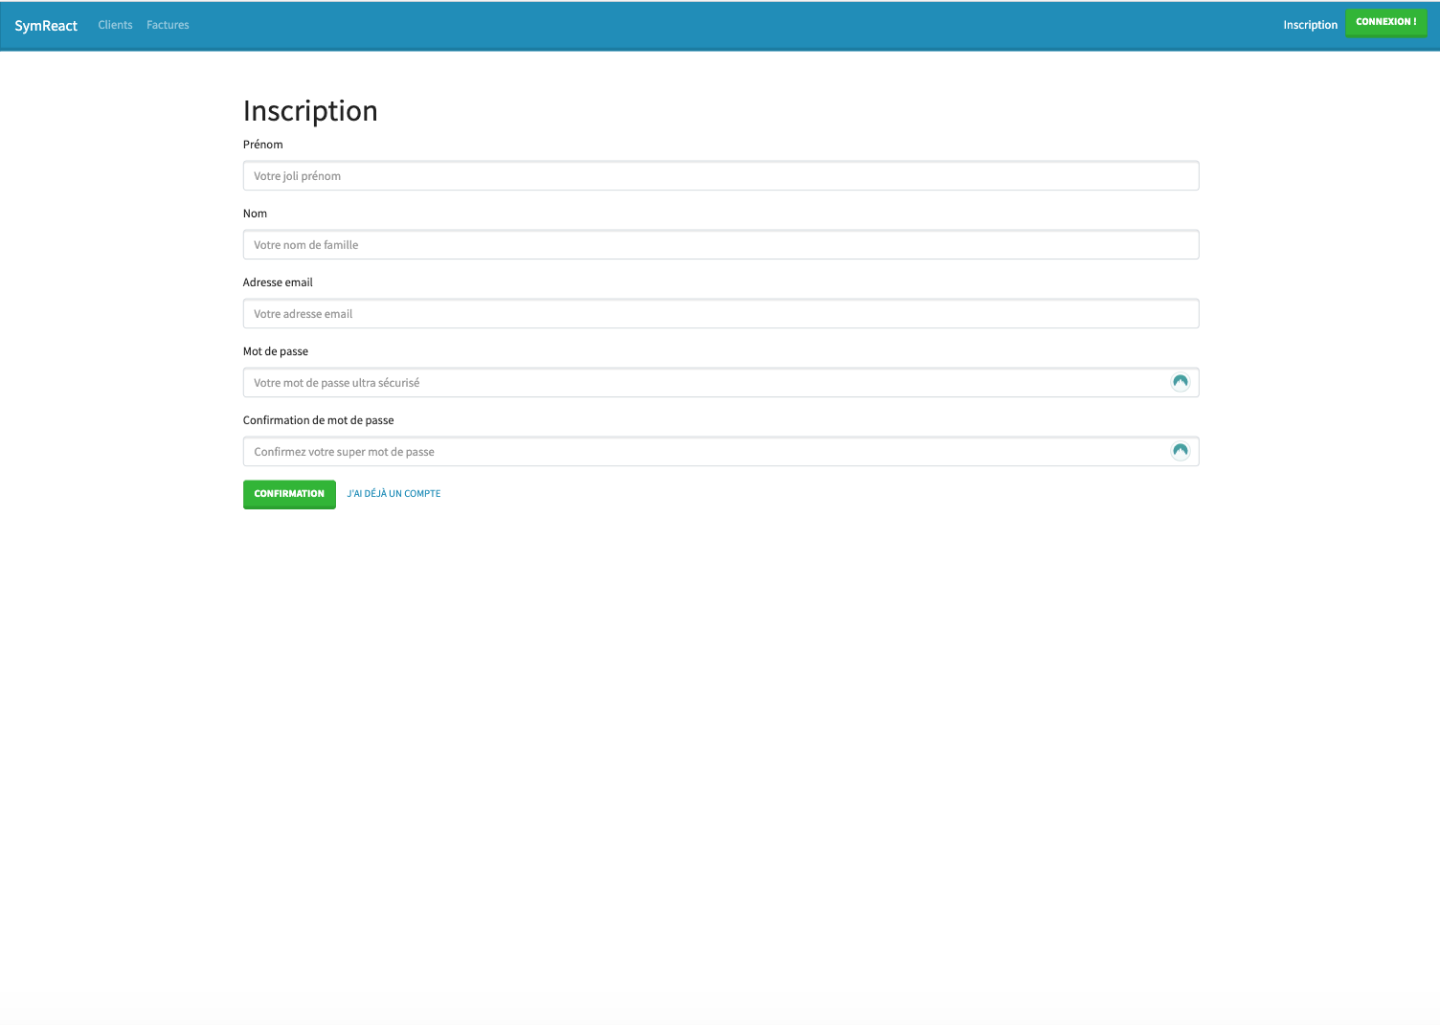 SymReact Clients Factures Inscription CONNEXION !
Inscription
Prénom
Votre joli prénom
Nom
Votre nom de famille
Adresse email
Votre adresse email
Mot de passe
Votre mot de passe ultra sécurisé
Confirmation de mot de passe
Confirmez votre super mot de passe
CONFIRMATION J'AI DÉJÀ UN COMPTE